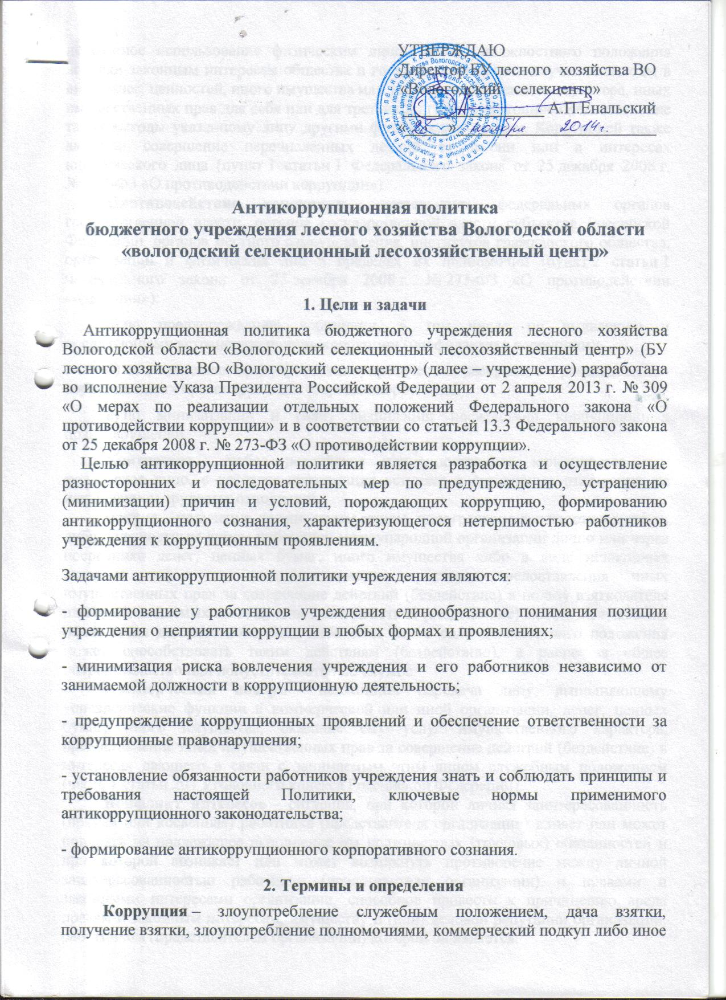 УТВЕРЖДАЮ
Директор БУ лесного хозяйства ВО
«Вологодский селекцентр»
А.П.Енальский
« » ноября 2014г.
Антикоррупционная политика
бюджетного учреждения лесного хозяйства Вологодской области
«вологодский селекционный лесохозяйственный центр»
1. Цели и задачи
Антикоррупционная политика бюджетного учреждения лесного хозяйства
Вологодской области «Вологодский селекционный лесохозяйственный центр» (БУ
лесного хозяйства ВО «Вологодский селекцентр» (далее – учреждение) разработана
во исполнение Указа Президента Российской Федерации от 2 апреля 2013 г. № 309
«О мерах по реализации отдельных положений Федерального закона «О
противодействии коррупции» и в соответствии со статьей 13.3 Федерального закона
от 25 декабря 2008 г. № 273-ФЗ «О противодействии коррупции».
Целью антикоррупционной политики является разработка и осуществление
разносторонних и последовательных мер по предупреждению, устранению
(минимизации) причин и условий, порождающих коррупцию, формированию
антикоррупционного сознания, характеризующегося нетерпимостью работников
учреждения к коррупционным проявлениям.
Задачами антикоррупционной политики учреждения являются:
- формирование у работников учреждения единообразного понимания позиции
учреждения о неприятии коррупции в любых формах и проявлениях;
- минимизация риска вовлечения учреждения и его работников независимо от
занимаемой должности в коррупционную деятельность;
- предупреждение коррупционных проявлений и обеспечение ответственности за
коррупционные правонарушения;
- установление обязанности работников учреждения знать и соблюдать принципы и
требования настоящей Политики, ключевые нормы применимого
антикоррупционного законодательства;
- формирование антикоррупционного корпоративного сознания.
2. Термины и определения
Коррупция – злоупотребление служебным положением, дача взятки,
получение взятки, злоупотребление полномочиями, коммерческий подкуп либо иное